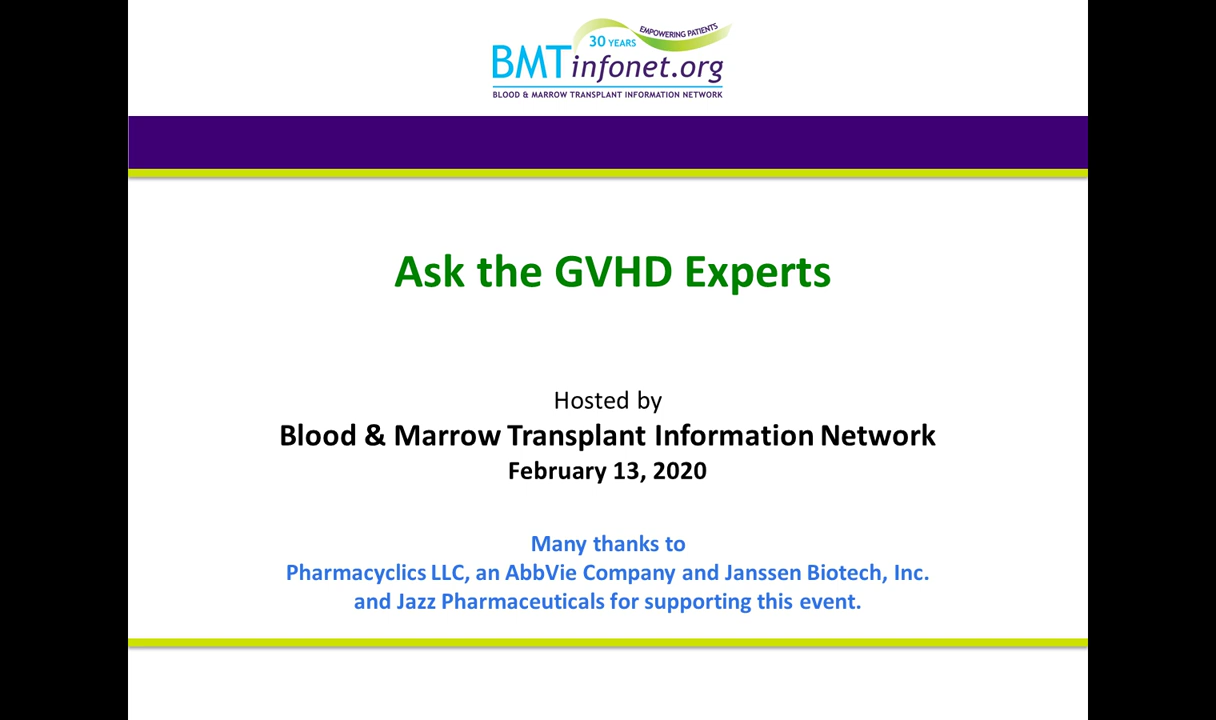 EMPOWERING PATIENTS
30 YEARS
BMTinfonet.org
BLOOD & MARROW TRANSPLANT INFORMATION NETWORK
Ask the GVHD Experts
Hosted by
Blood & Marrow Transplant Information Network
February 13, 2020
Many thanks to
Pharmacyclics LLC, an AbbVie Company and Janssen Biotech, Inc.
and Jazz Pharmaceuticals for supporting this event.